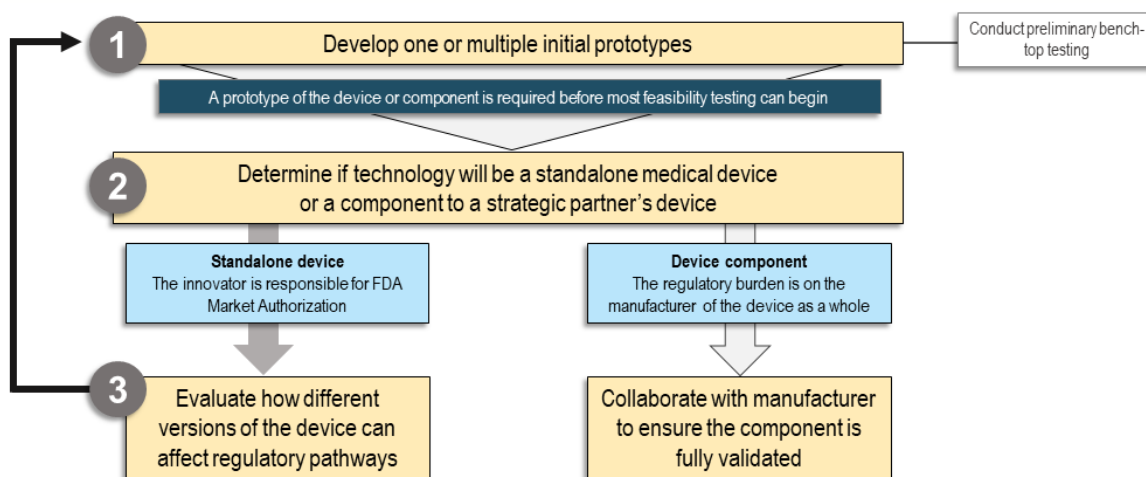 1
Develop one or multiple initial prototypes
Conduct preliminary bench-
top testing
A prototype of the device or component is required before most feasibility testing can begin
2
Determine if technology will be a standalone medical device
or a component to a strategic partner’s device
Standalone device
The innovator is responsible for FDA
Market Authorization
Device component
The regulatory burden is on the
manufacturer of the device as a whole
3
Evaluate how different
versions of the device can
affect regulatory pathways
Collaborate with manufacturer
to ensure the component is
fully validated